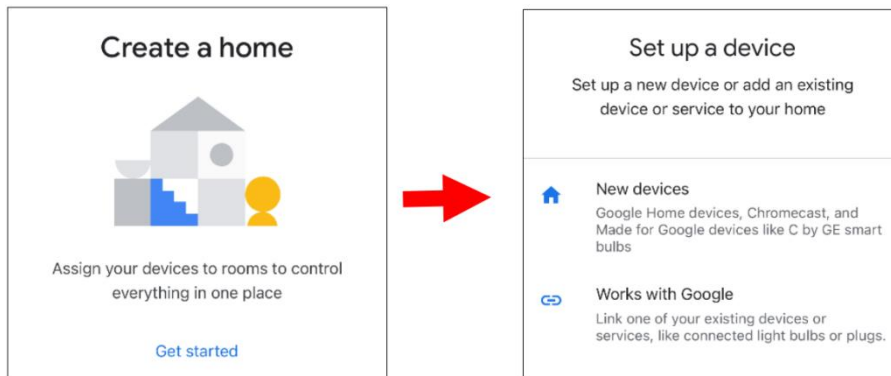 Create a home
Assign your devices to rooms to control
everything in one place
Get started
Set up a device
Set up a new device or add an existing
device or service to your home
New devices
Google Home devices, Chromecast, and
Made for Google devices like C by GE smart
bulbs
Works with Google
Link one of your existing devices or
services, like connected light bulbs or plugs.